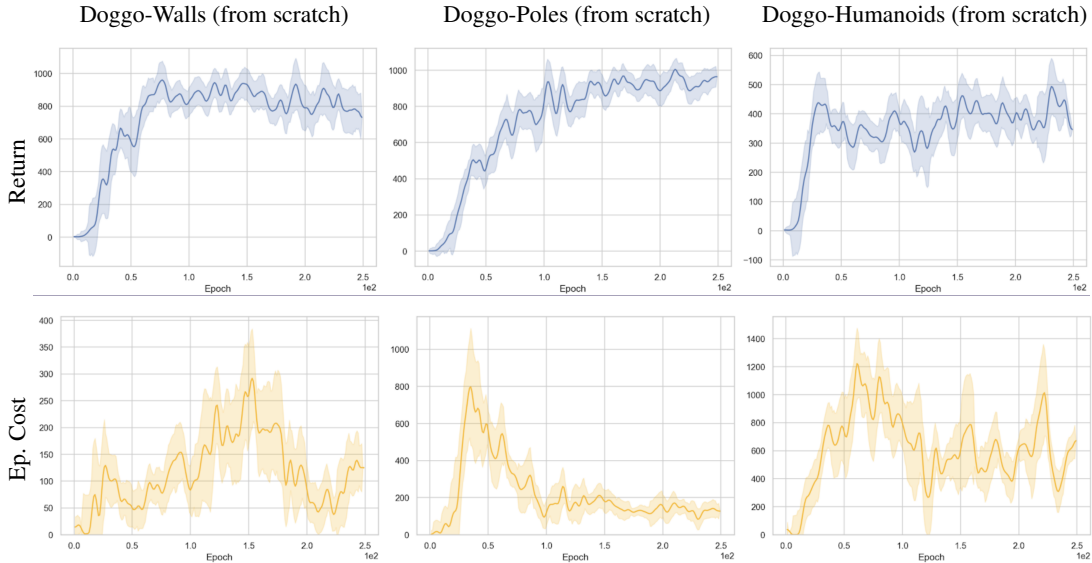 Doggo-Walls (from scratch)
Doggo-Poles (from scratch)
Doggo-Humanoids (from scratch)
Return
1000
800
600
400
200
0
0.0 0.5 1.0 1.5 2.0 2.5
Epoch
1e2
1000
800
600
400
200
0
0.0 0.5 1.0 1.5 2.0 2.5
Epoch
1e2
600
500
400
300
200
100
0
−100
0.0 0.5 1.0 1.5 2.0 2.5
Epoch
1e2
Ep. Cost
400
350
300
250
200
150
100
50
0
0.0 0.5 1.0 1.5 2.0 2.5
Epoch
1e2
1000
800
600
400
200
0
0.0 0.5 1.0 1.5 2.0 2.5
Epoch
1e2
1400
1200
1000
800
600
400
200
0
0.0 0.5 1.0 1.5 2.0 2.5
Epoch
1e2